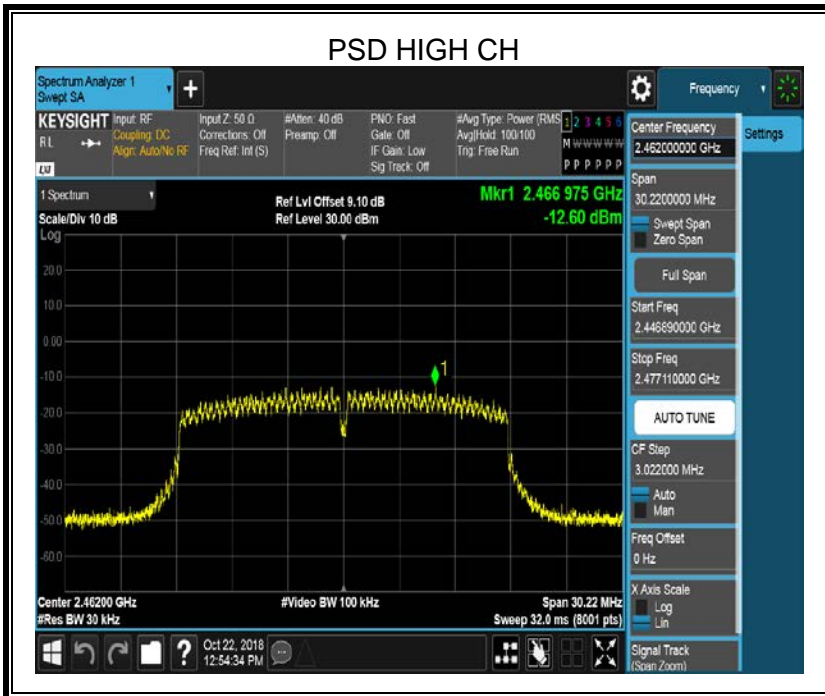 PSD HIGH CH
Spectrum Analyzer 1
Swept SA
+
Frequency
KEYSIGHT
RL
LXI
Input: RF
Coupling: DC
Align: Auto/No RF
Input Z: 50 Ω
Corrections: Off
Freq Ref: Int (S)
#Atten: 40 dB
Preamp: Off
PNO: Fast
Gate: Off
IF Gain: Low
Sig Track: Off
#Avg Type: Power (RMS
Avg|Hold: 100/100
Trig: Free Run
1 2 3 4 5 6
M W W W W W
P P P P P P
1 Spectrum
Scale/Div 10 dB
Log
Ref Lvl Offset 9.10 dB
Ref Level 30.00 dBm
Mkr1 2.466 975 GHz
-12.60 dBm
20.0
10.0
0.00
-10.0
-20.0
-30.0
-40.0
-50.0
-60.0
1
Center 2.46200 GHz
#Res BW 30 kHz
#Video BW 100 kHz
Span 30.22 MHz
Sweep 32.0 ms (8001 pts)
Center Frequency
2.462000000 GHz
Settings
Span
30.2200000 MHz
Swept Span
Zero Span
Full Span
Start Freq
2.446890000 GHz
Stop Freq
2.477110000 GHz
AUTO TUNE
CF Step
3.022000 MHz
Auto
Man
Freq Offset
0 Hz
X Axis Scale
Log
Lin
Signal Track
(Span Zoom)
?
Oct 22, 2018
12:54:34 PM